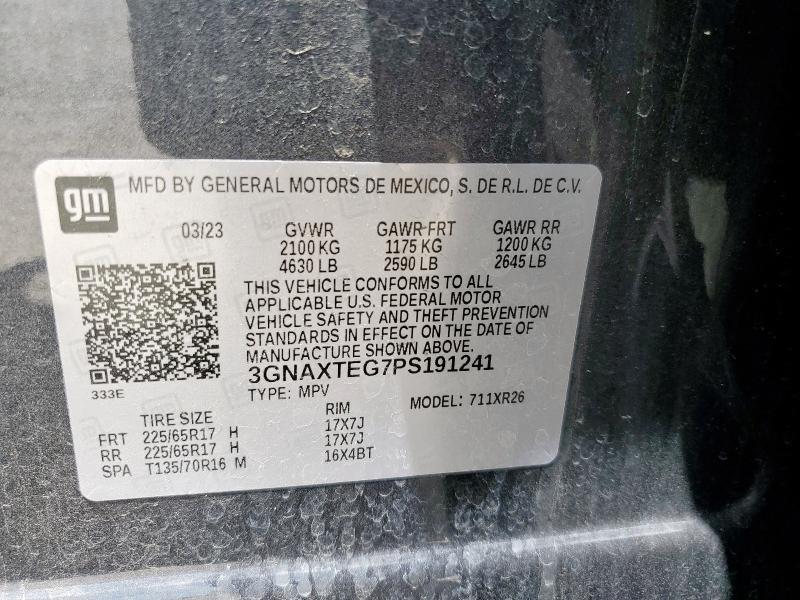 gm
MFD BY GENERAL MOTORS DE MEXICO, S. DE R.L. DE C.V.
03/23 GVWR GAWR FRT GAWR RR
2100 KG 1175 KG 1200 KG
4630 LB 2590 LB 2645 LB
THIS VEHICLE CONFORMS TO ALL
APPLICABLE U.S. FEDERAL MOTOR
VEHICLE SAFETY AND THEFT PREVENTION
STANDARDS IN EFFECT ON THE DATE OF
MANUFACTURE SHOWN ABOVE.
3GNAXTEG7PS191241
333E
TYPE: MPV MODEL: 711XR26
TIRE SIZE RIM
FRT 225/65R17 H 17X7J
RR 225/65R17 H 17X7J
SPA T135/70R16 M 16X4BT